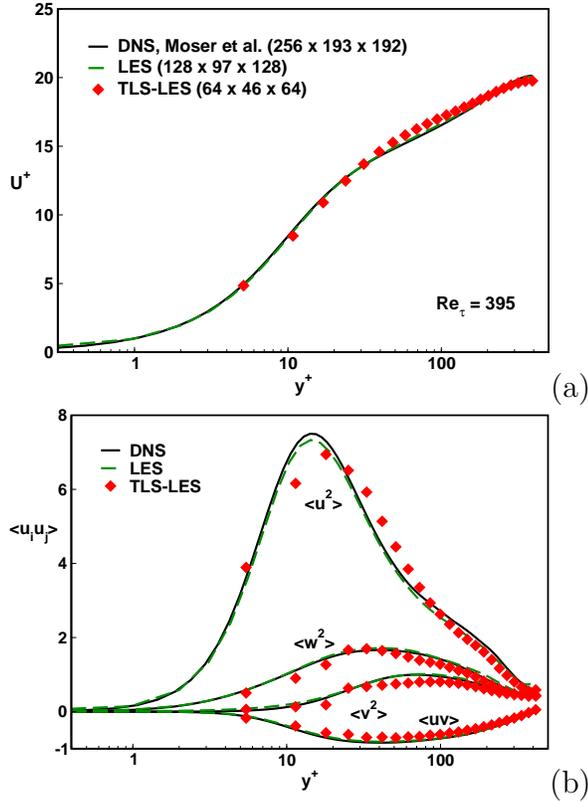 25
20
15
10
5
0
U+
DNS, Moser et al. (256 x 193 x 192)
LES (128 x 97 x 128)
TLS-LES (64 x 46 x 64)
Reτ = 395
1 10 100
y+
(a)
8
6
4
2
0
-1
<uiuj>
DNS
LES
TLS-LES
<u2>
<w2>
<v2>
<uv>
1 10 100
y+
(b)